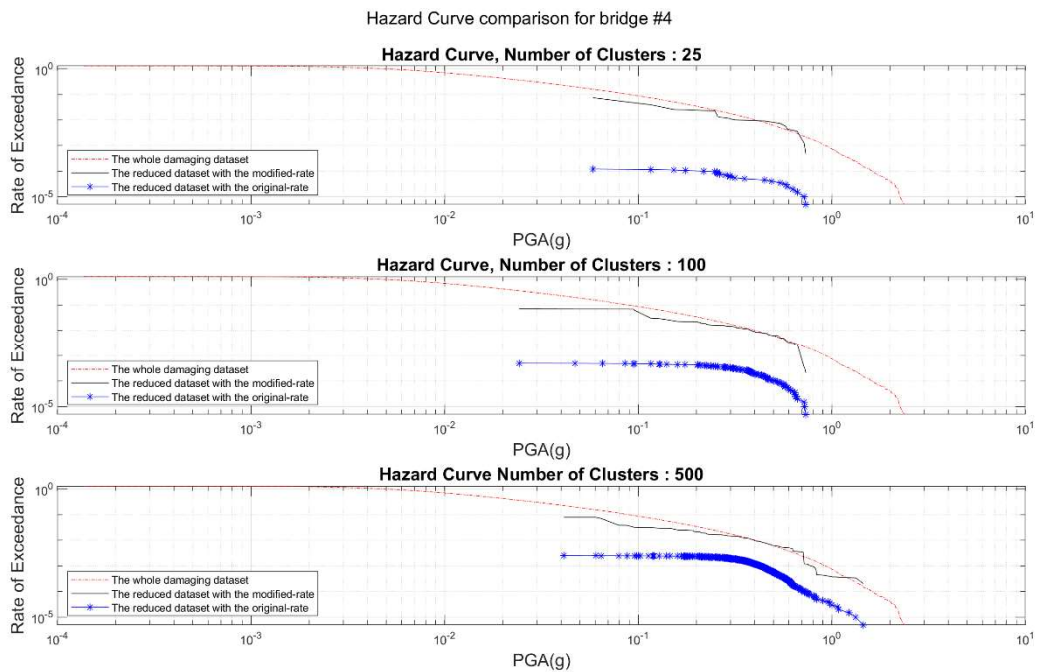 Hazard Curve comparison for bridge #4
Hazard Curve, Number of Clusters : 25
Rate of Exceedance
10^0
10^-5
The whole damaging dataset
The reduced dataset with the modified-rate
The reduced dataset with the original-rate
10^-4 10^-3 10^-2 10^-1 10^0 10^1
PGA(g)
Hazard Curve, Number of Clusters : 100
Rate of Exceedance
10^0
10^-5
The whole damaging dataset
The reduced dataset with the modified-rate
The reduced dataset with the original-rate
10^-4 10^-3 10^-2 10^-1 10^0 10^1
PGA(g)
Hazard Curve Number of Clusters : 500
Rate of Exceedance
10^0
10^-5
The whole damaging dataset
The reduced dataset with the modified-rate
The reduced dataset with the original-rate
10^-4 10^-3 10^-2 10^-1 10^0 10^1
PGA(g)